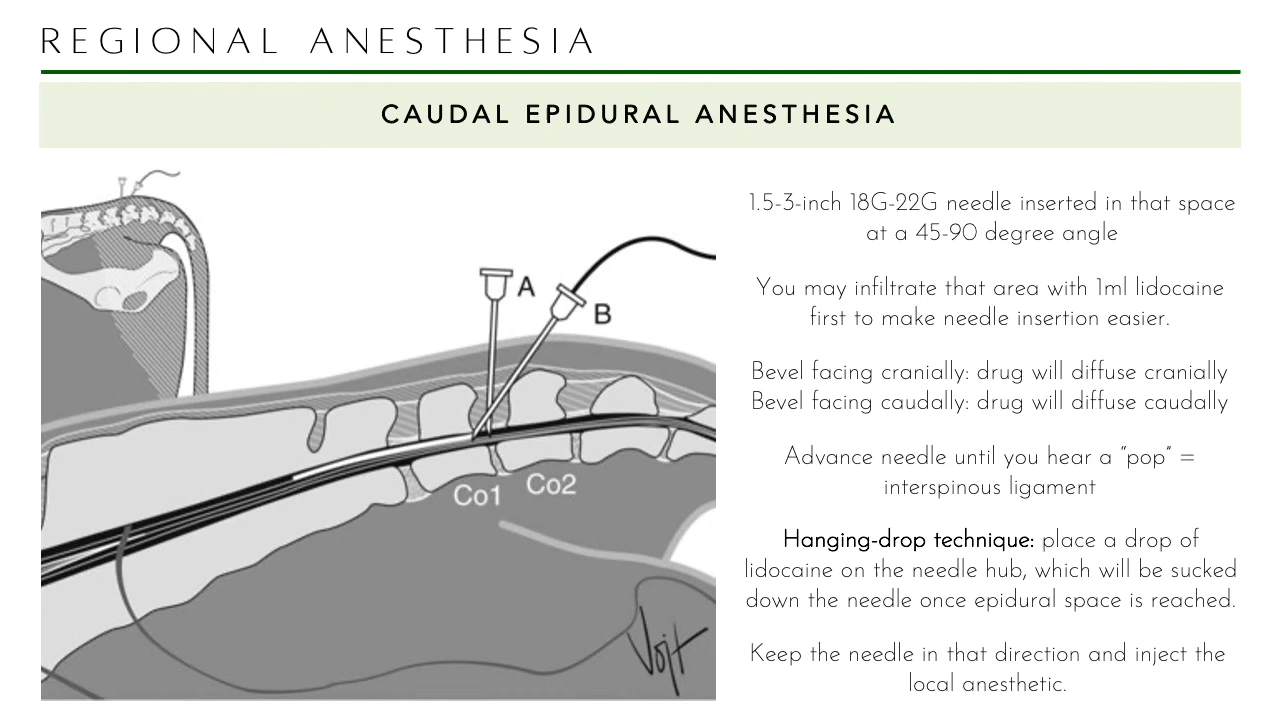 REGIONAL ANESTHESIA
CAUDAL EPIDURAL ANESTHESIA
A
B
Co1
Co2
Vojt
1.5-3-inch 18G-22G needle inserted in that space
at a 45-90 degree angle
You may infiltrate that area with 1ml lidocaine
first to make needle insertion easier.
Bevel facing cranially: drug will diffuse cranially
Bevel facing caudally: drug will diffuse caudally
Advance needle until you hear a "pop" =
interspinous ligament
Hanging-drop technique: place a drop of
lidocaine on the needle hub, which will be sucked
down the needle once epidural space is reached.
Keep the needle in that direction and inject the
local anesthetic.